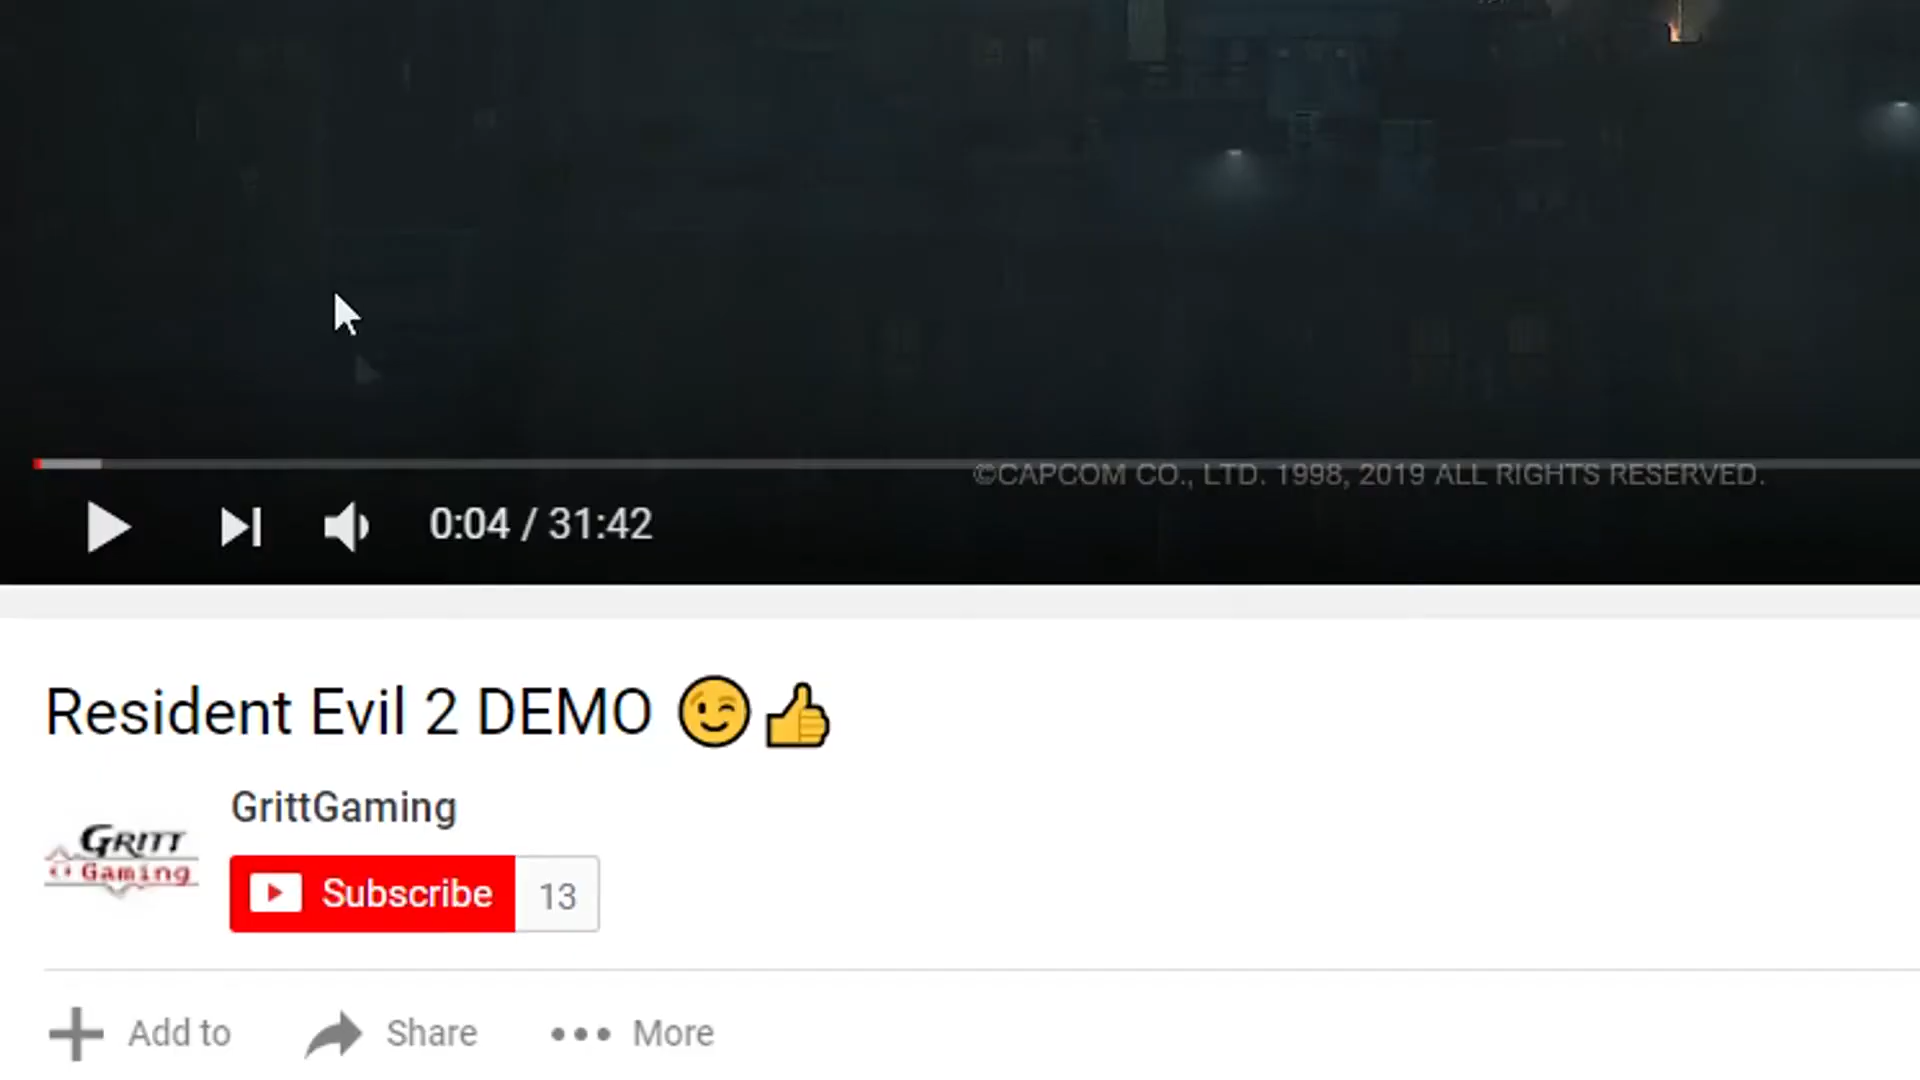 ©CAPCOM CO., LTD. 1998, 2019 ALL RIGHTS RESERVED.
0:04 / 31:42
Resident Evil 2 DEMO 😉👍
GrittGaming
GRITT
Gaming
Subscribe 13
Add to Share More